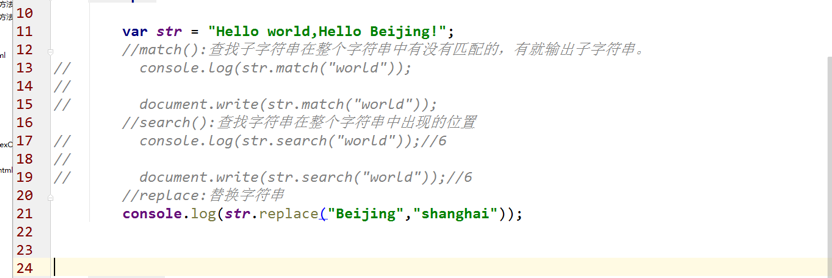 方法
方法
ml
exC
html
10
11 var str = "Hello world,Hello Beijing!";
12 //match():查找子字符串在整个字符串中有没有匹配的，有就输出子字符串。
13 // console.log(str.match("world"));
14 //
15 // document.write(str.match("world"));
16 //search():查找字符串在整个字符串中出现的位置
17 // console.log(str.search("world"));//6
18 //
19 // document.write(str.search("world"));//6
20 //replace:替换字符串
21 console.log(str.replace("Beijing","shanghai"));
22
23
24